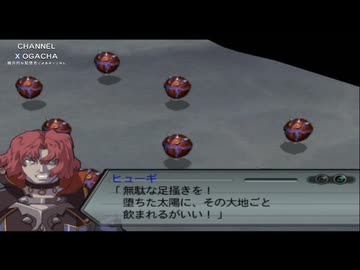 CHANNEL
X OGACHA
ヒューギ
「無駄な足掻きを！
堕ちた太陽に、その大地ごと
飲まれるがいい！」